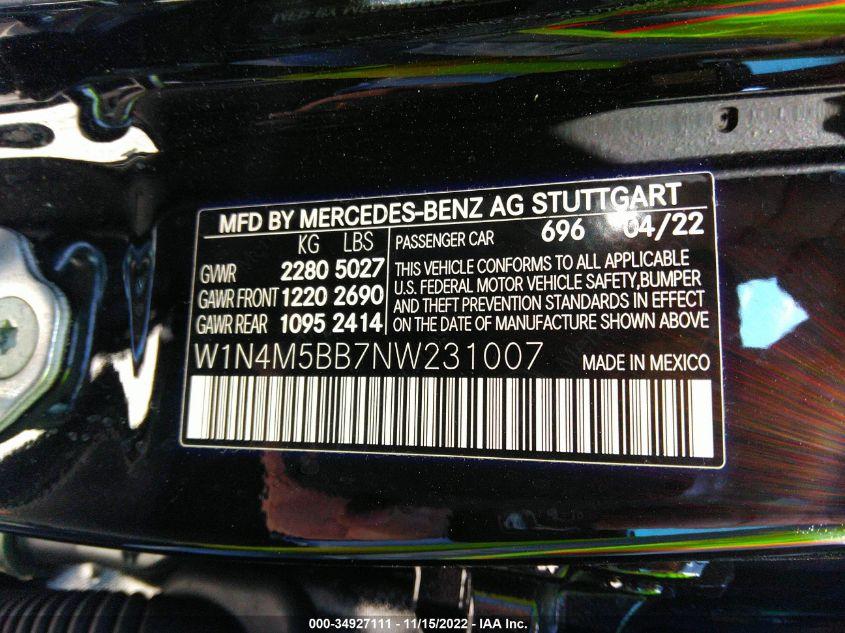 MFD BY MERCEDES-BENZ AG STUTTGART
KG LBS
GVWR 2280 5027
GAWR FRONT 1220 2690
GAWR REAR 1095 2414
PASSENGER CAR 696 04/22
THIS VEHICLE CONFORMS TO ALL APPLICABLE
U.S. FEDERAL MOTOR VEHICLE SAFETY,BUMPER
AND THEFT PREVENTION STANDARDS IN EFFECT
ON THE DATE OF MANUFACTURE SHOWN ABOVE
W1N4M5BB7NW231007 MADE IN MEXICO
000-34927111 - 11/15/2022 - IAA Inc.